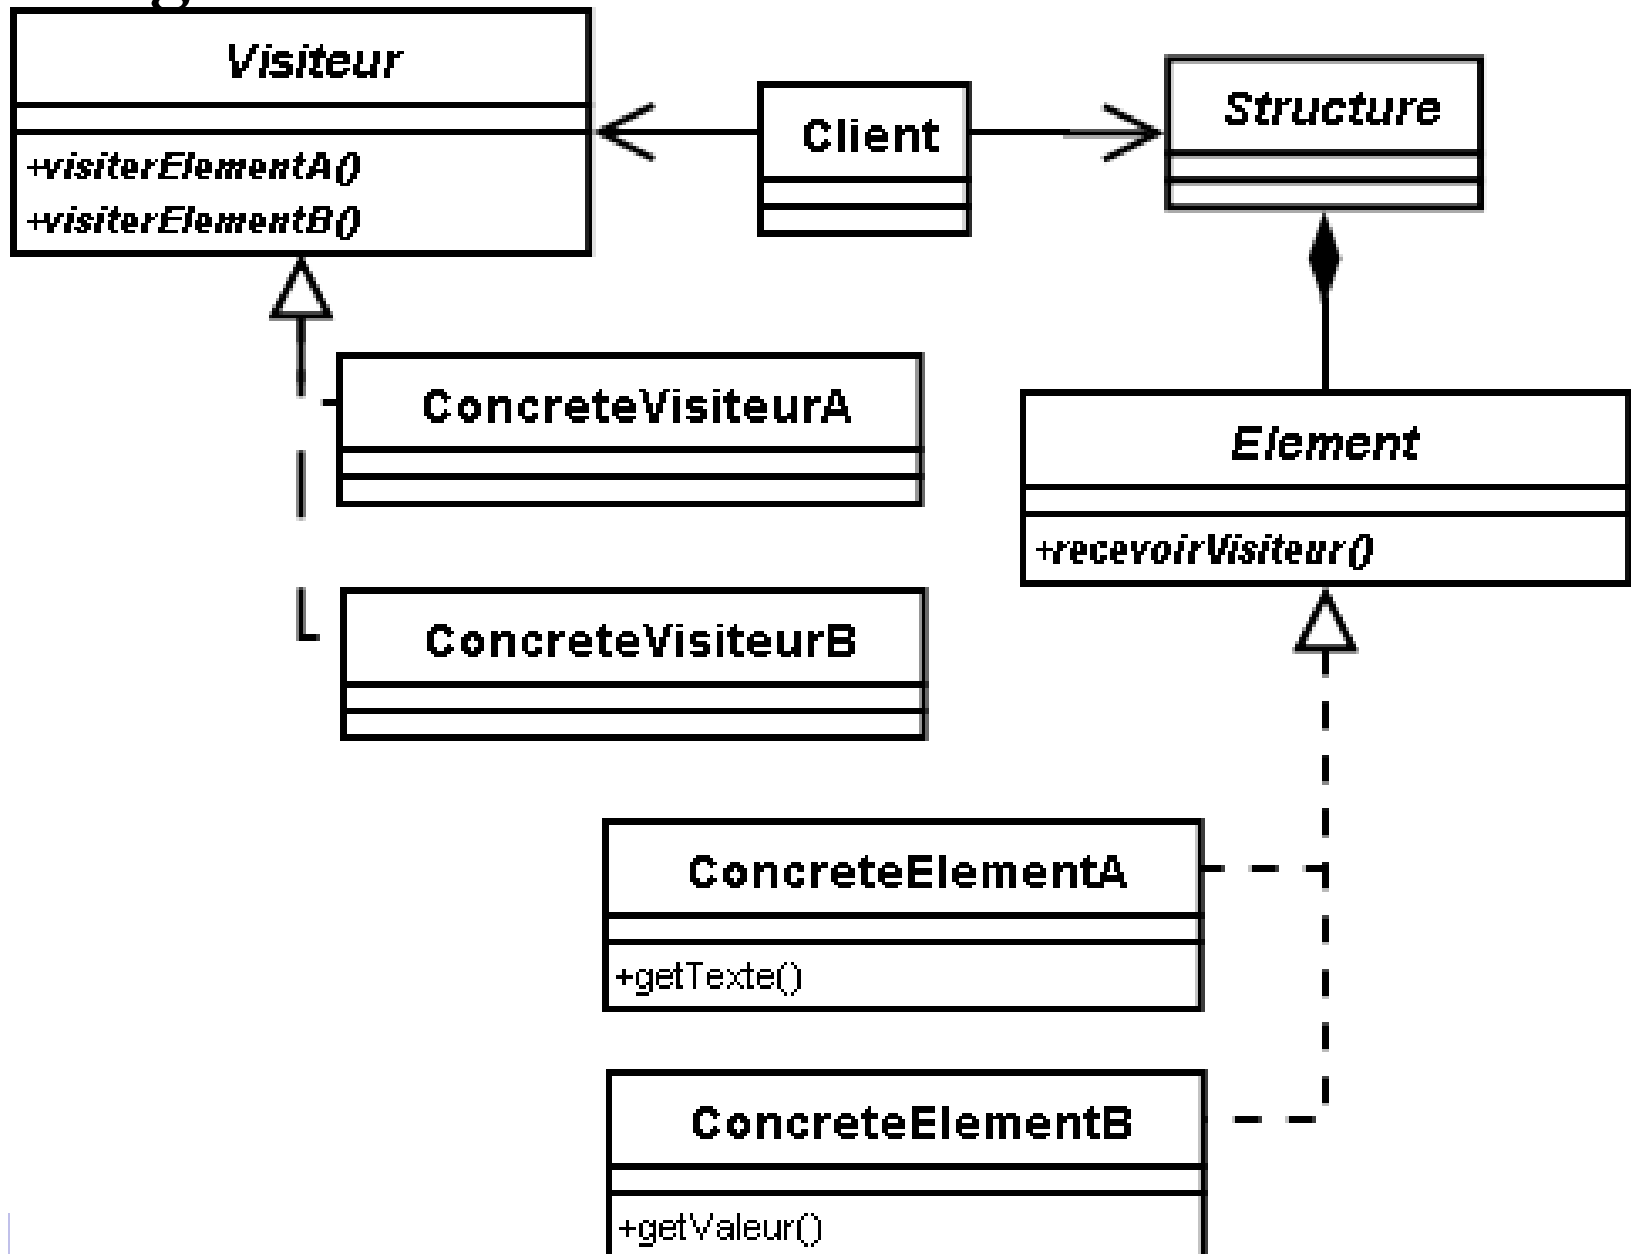 Visiteur
+visiterElementA()
+visiterElementB()
Client
Structure
ConcreteVisiteurA
ConcreteVisiteurB
Element
+recevoirVisiteur()
ConcreteElementA
+getTexte()
ConcreteElementB
+getValeur()